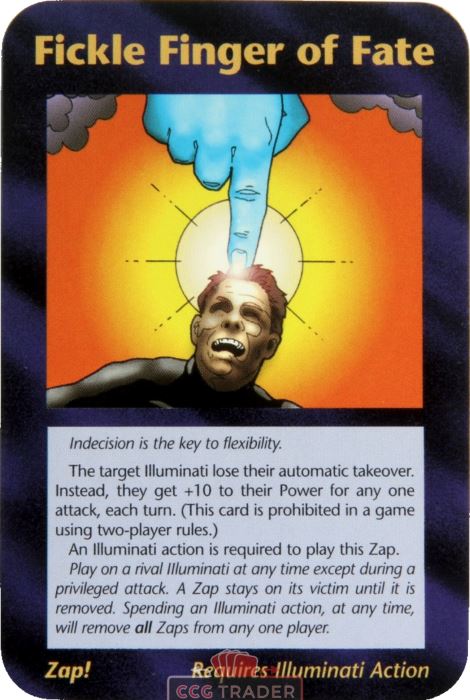 Fickle Finger of Fate
Indecision is the key to flexibility.
The target Illuminati lose their automatic takeover.
Instead, they get +10 to their Power for any one
attack, each turn. (This card is prohibited in a game
using two-player rules.)
An Illuminati action is required to play this Zap.
Play on a rival Illuminati at any time except during a
privileged attack. A Zap stays on its victim until it is
removed. Spending an Illuminati action, at any time,
will remove all Zaps from any one player.
Zap!
Requires Illuminati Action
CCG TRADER